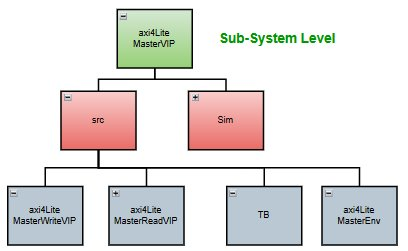 axi4Lite
MasterVIP
Sub-System Level
src
Sim
axi4Lite
MasterWriteVIP
axi4Lite
MasterReadVIP
TB
axi4Lite
MasterEnv